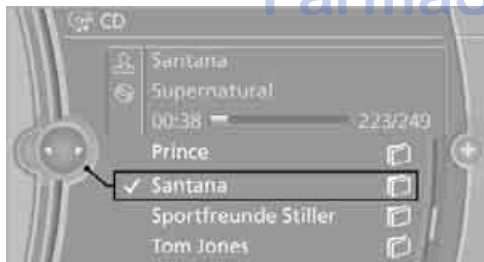 CD
Santana
Supernatural
00:38 223/249
Prince
✓ Santana
Sportfreunde Stiller
Tom Jones